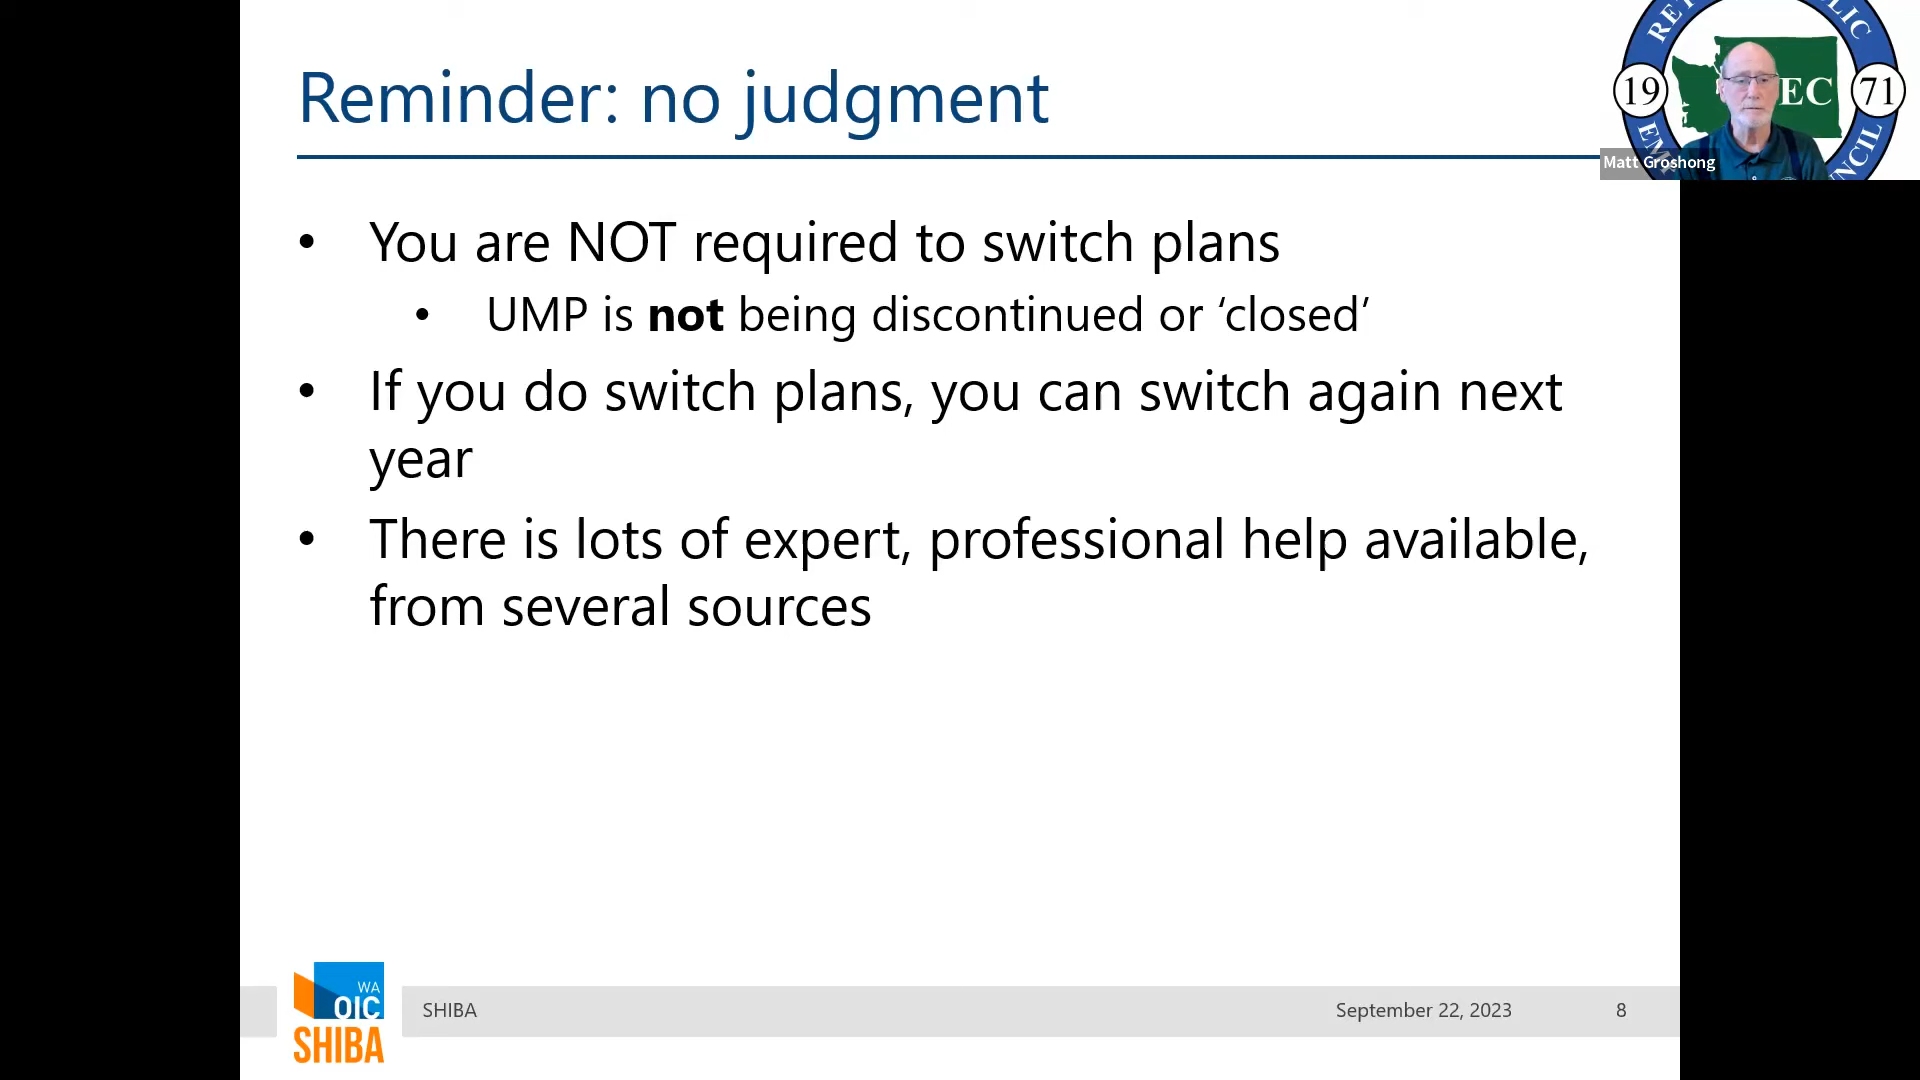 Reminder: no judgment
• You are NOT required to switch plans
• UMP is not being discontinued or ‘closed’
• If you do switch plans, you can switch again next
year
• There is lots of expert, professional help available,
from several sources
19
EC
71
Matt Groshong
WA
OIC
SHIBA
SHIBA
September 22, 2023
8